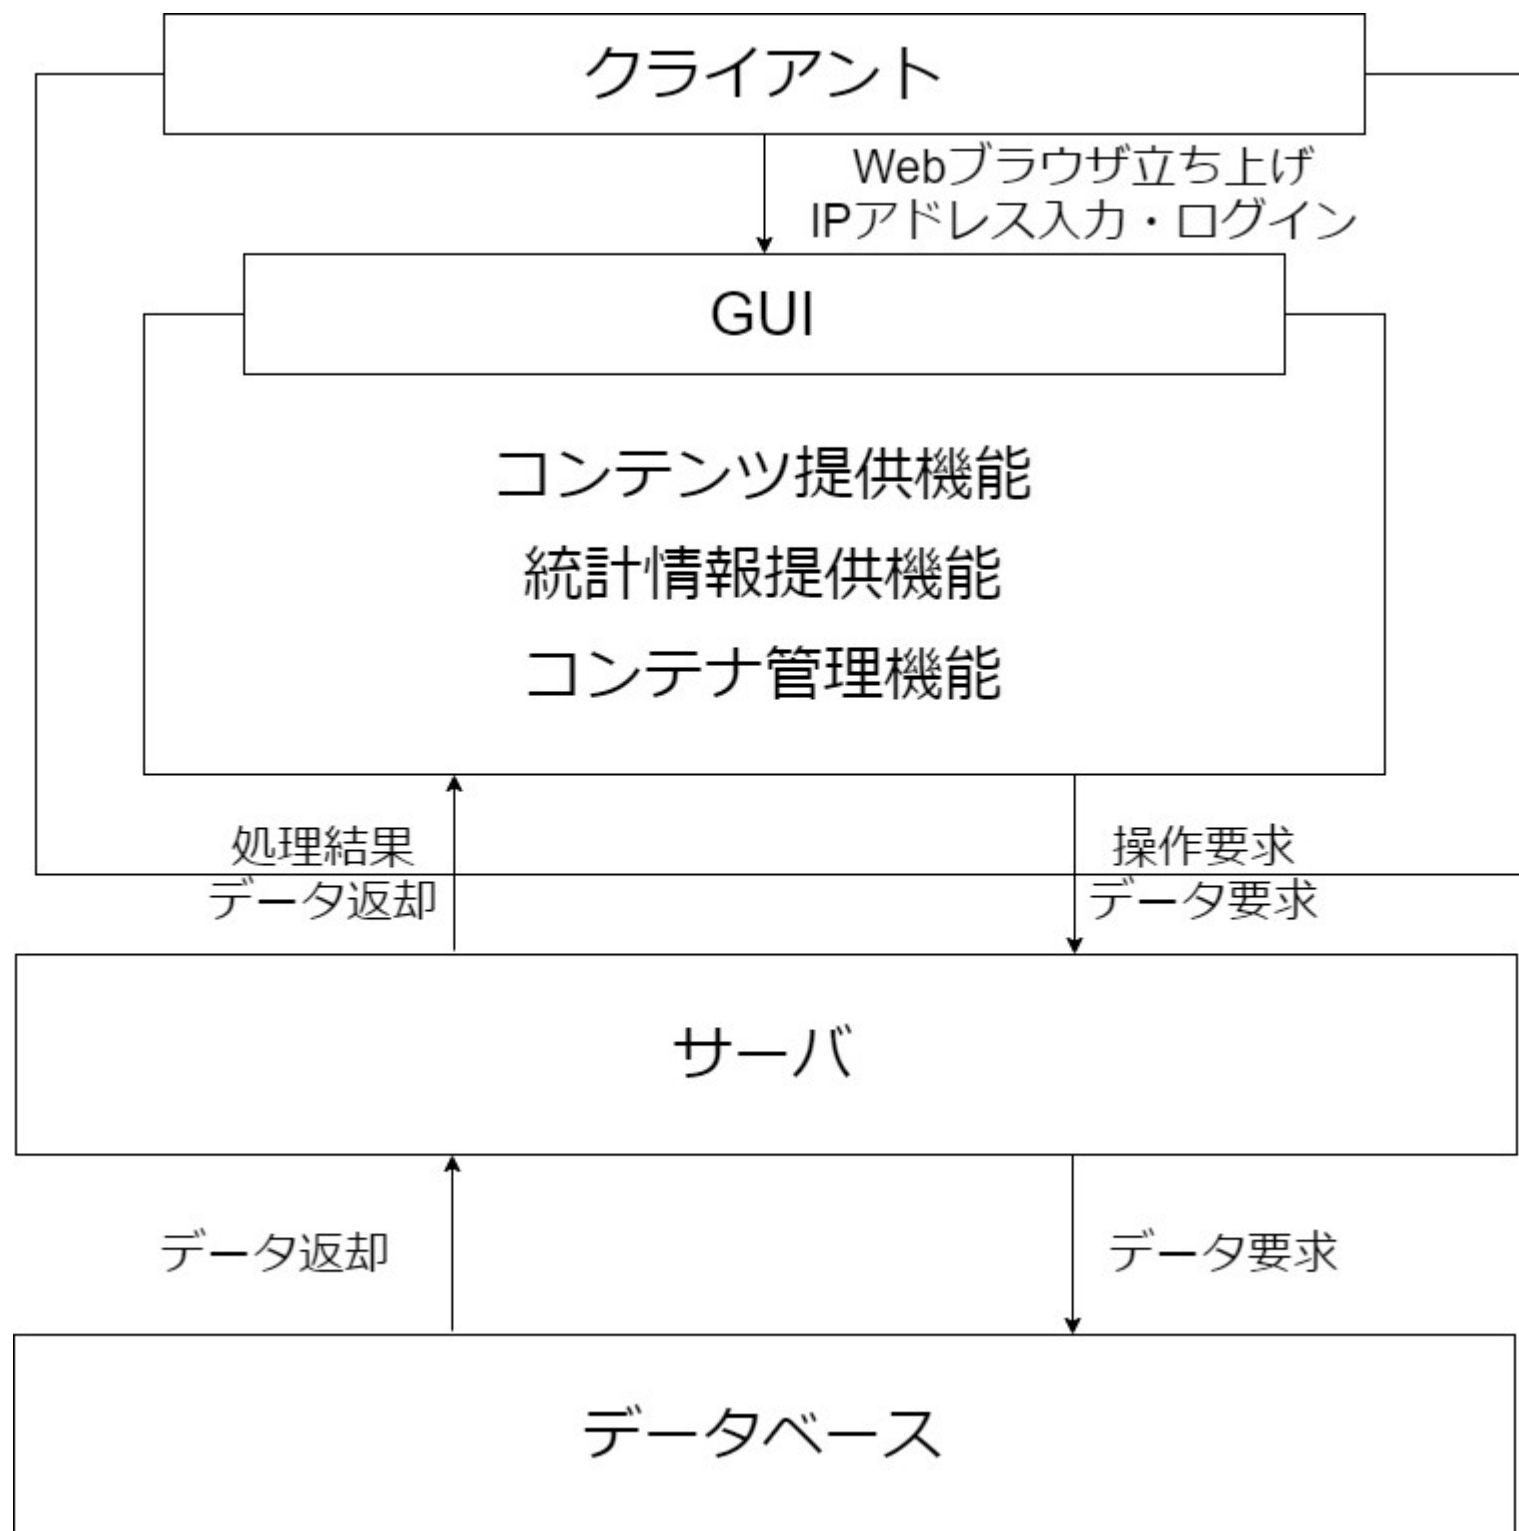 クライアント
Webブラウザ立ち上げ
IPアドレス入力・ログイン
GUI
コンテンツ提供機能
統計情報提供機能
コンテナ管理機能
処理結果
データ返却
操作要求
データ要求
サーバ
データ返却
データ要求
データベース